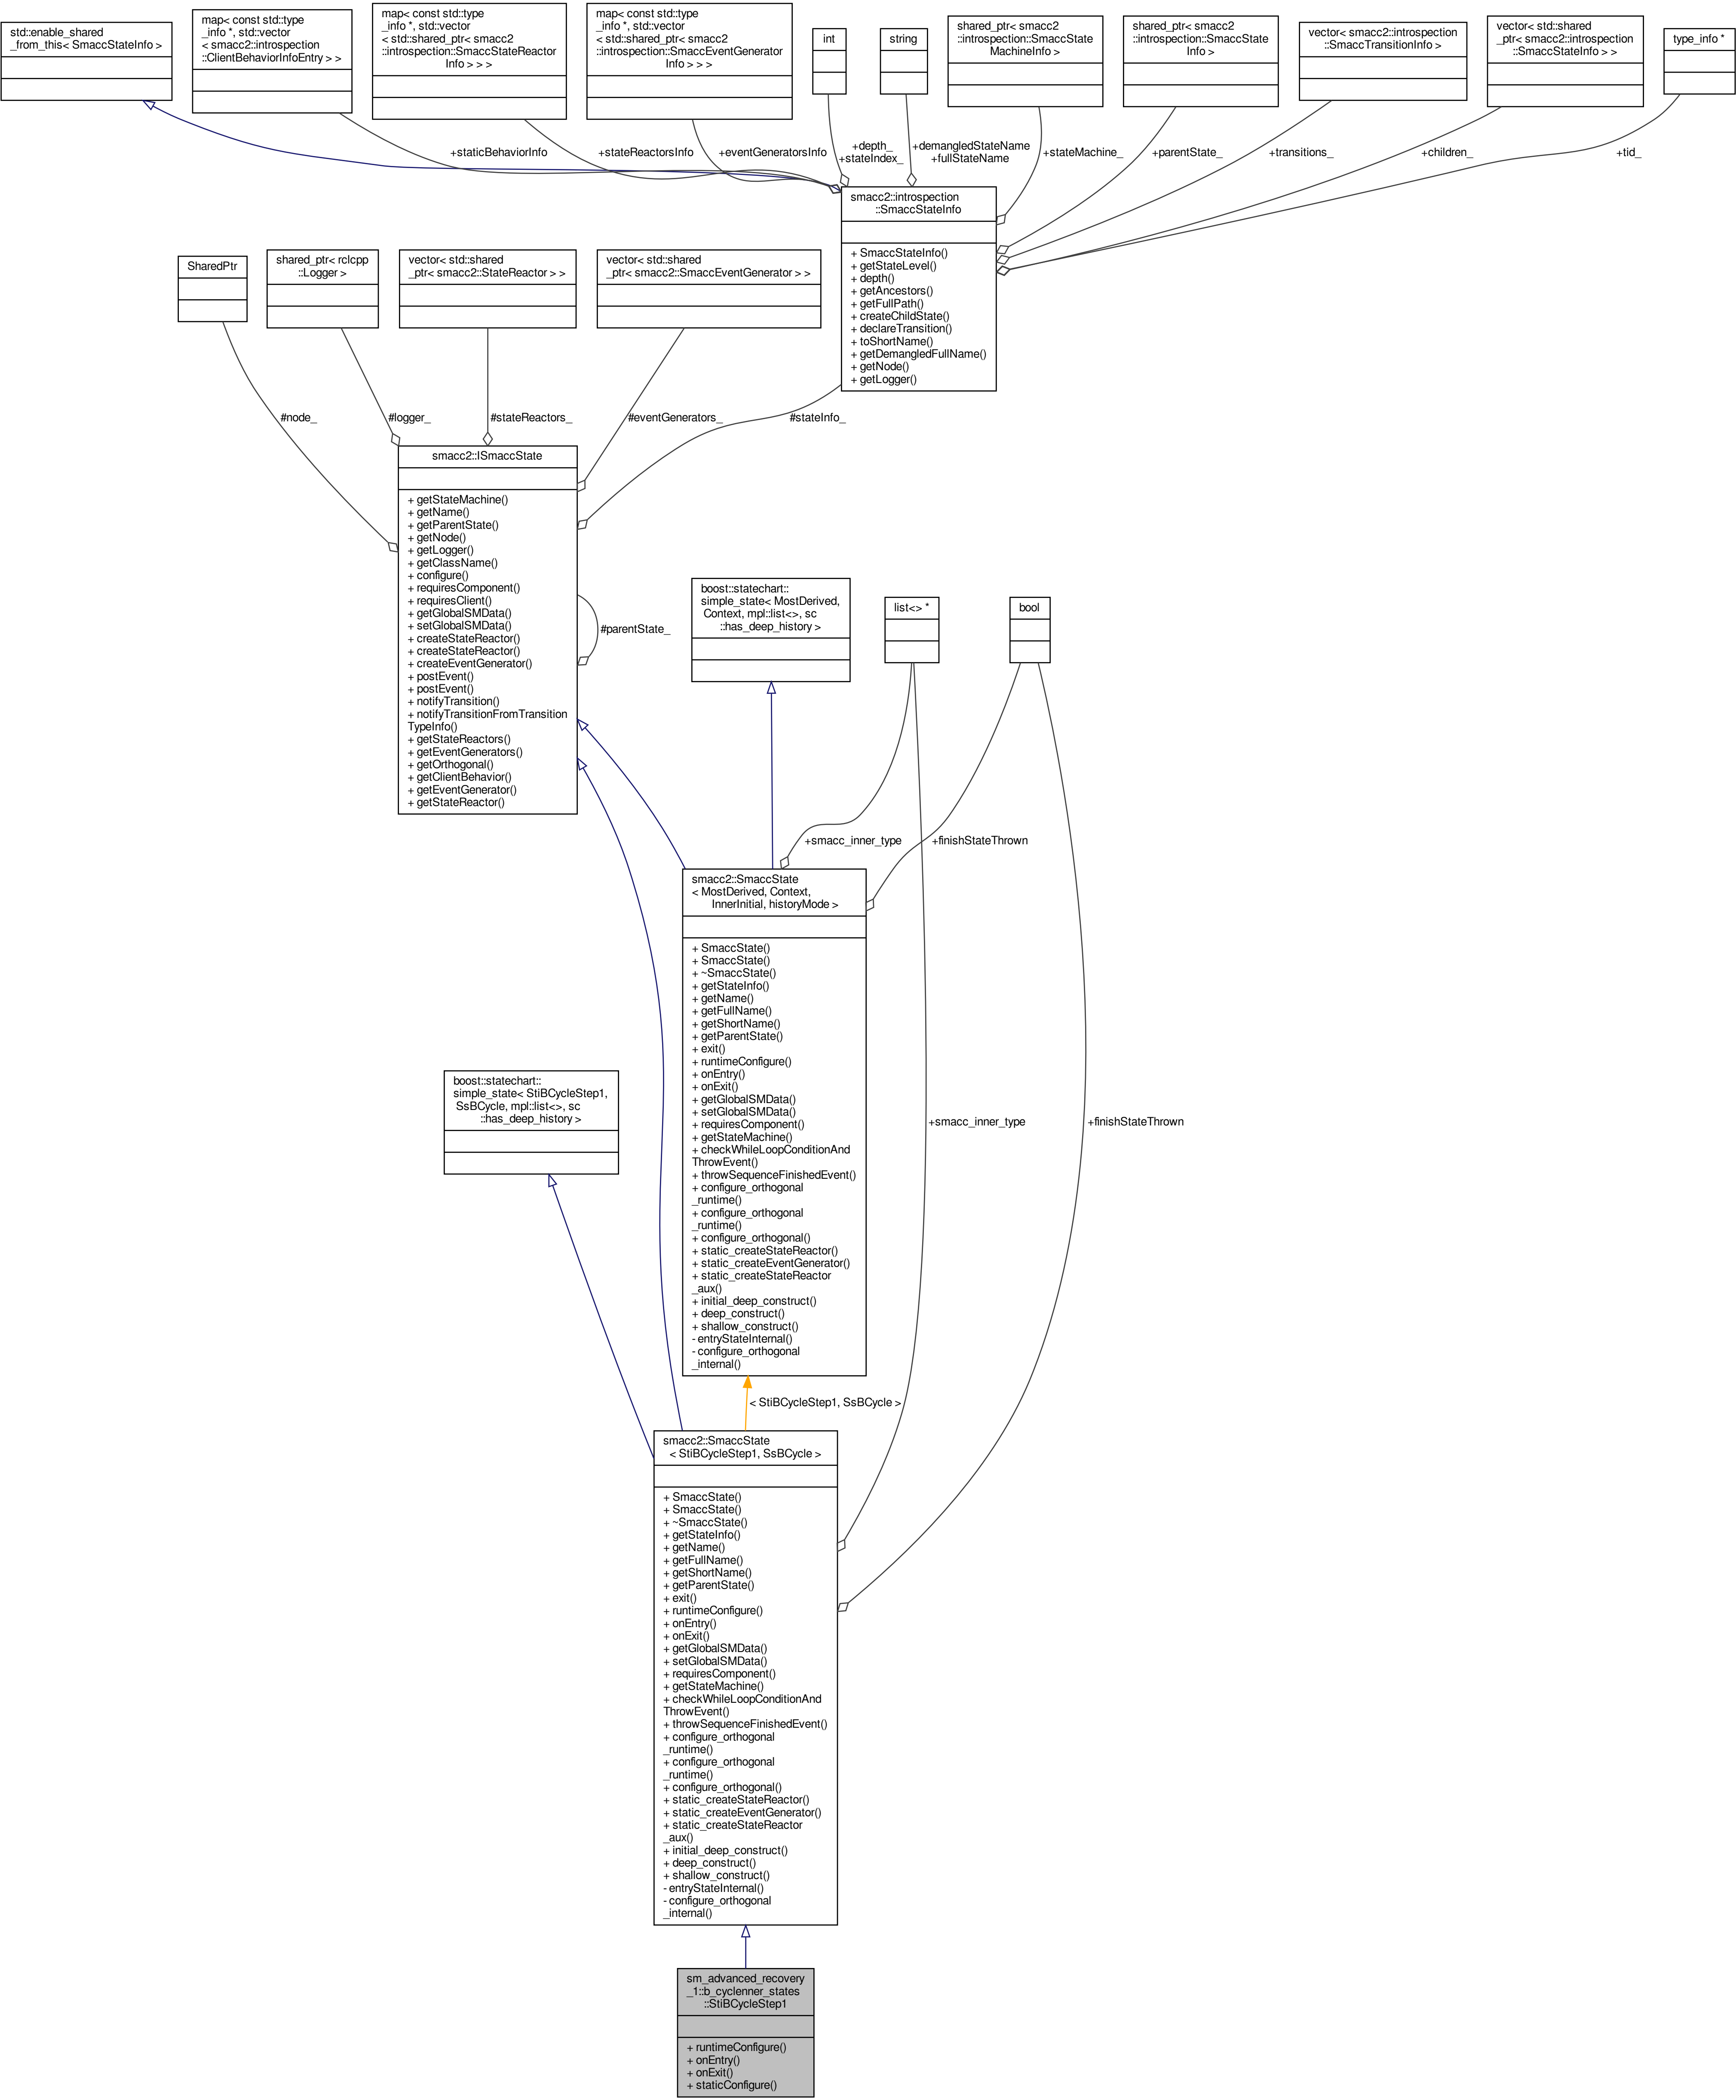 std::enable_shared
_from_this< SmaccStateInfo >
map< const std::type
_info *, std::vector
< smacc2::introspection
::ClientBehaviorInfoEntry > >
map< const std::type
_info *, std::vector
< std::shared_ptr< smacc2
::introspection::SmaccStateReactor
Info > > >
map< const std::type
_info *, std::vector
< std::shared_ptr< smacc2
::introspection::SmaccEventGenerator
Info > > >
int
string
shared_ptr< smacc2
::introspection::SmaccState
MachineInfo >
shared_ptr< smacc2
::introspection::SmaccState
Info >
vector< smacc2::introspection
::SmaccTransitionInfo >
vector< std::shared
_ptr< smacc2::introspection
::SmaccStateInfo > >
type_info *
+staticBehaviorInfo
+stateReactorsInfo
+eventGeneratorsInfo
+depth_
+stateIndex_
+demangledStateName
+fullStateName
+stateMachine_
+parentState_
+transitions_
+children_
+tid_
smacc2::introspection
::SmaccStateInfo
+ SmaccStateInfo()
+ getStateLevel()
+ depth()
+ getAncestors()
+ getFullPath()
+ createChildState()
+ declareTransition()
+ toShortName()
+ getDemangledFullName()
+ getNode()
+ getLogger()
SharedPtr
shared_ptr< rclcpp
::Logger >
vector< std::shared
_ptr< smacc2::StateReactor > >
vector< std::shared
_ptr< smacc2::SmaccEventGenerator > >
#node_
#logger_
#stateReactors_
#eventGenerators_
#stateInfo_
smacc2::ISmaccState
+ getStateMachine()
+ getName()
+ getParentState()
+ getNode()
+ getLogger()
+ getClassName()
+ configure()
+ requiresComponent()
+ requiresClient()
+ getGlobalSMData()
+ setGlobalSMData()
+ createStateReactor()
+ createStateReactor()
+ createEventGenerator()
+ postEvent()
+ postEvent()
+ notifyTransition()
+ notifyTransitionFromTransition
TypeInfo()
+ getStateReactors()
+ getEventGenerators()
+ getOrthogonal()
+ getClientBehavior()
+ getEventGenerator()
+ getStateReactor()
#parentState_
boost::statechart::
simple_state< MostDerived,
Context, mpl::list<>, sc
::has_deep_history >
list<> *
bool
+smacc_inner_type
+finishStateThrown
smacc2::SmaccState
< MostDerived, Context,
InnerInitial, historyMode >
+ SmaccState()
+ SmaccState()
+ ~SmaccState()
+ getStateInfo()
+ getName()
+ getFullName()
+ getShortName()
+ getParentState()
+ exit()
+ runtimeConfigure()
+ onEntry()
+ onExit()
+ getGlobalSMData()
+ setGlobalSMData()
+ requiresComponent()
+ getStateMachine()
+ checkWhileLoopConditionAnd
ThrowEvent()
+ throwSequenceFinishedEvent()
+ configure_orthogonal
_runtime()
+ configure_orthogonal
_runtime()
+ configure_orthogonal()
+ static_createStateReactor()
+ static_createEventGenerator()
+ static_createStateReactor
_aux()
+ initial_deep_construct()
+ deep_construct()
+ shallow_construct()
- entryStateInternal()
- configure_orthogonal
_internal()
boost::statechart::
simple_state< StiBCycleStep1,
SsBCycle, mpl::list<>, sc
::has_deep_history >
+smacc_inner_type
+finishStateThrown
< StiBCycleStep1, SsBCycle >
smacc2::SmaccState
< StiBCycleStep1, SsBCycle >
+ SmaccState()
+ SmaccState()
+ ~SmaccState()
+ getStateInfo()
+ getName()
+ getFullName()
+ getShortName()
+ getParentState()
+ exit()
+ runtimeConfigure()
+ onEntry()
+ onExit()
+ getGlobalSMData()
+ setGlobalSMData()
+ requiresComponent()
+ getStateMachine()
+ checkWhileLoopConditionAnd
ThrowEvent()
+ throwSequenceFinishedEvent()
+ configure_orthogonal
_runtime()
+ configure_orthogonal
_runtime()
+ configure_orthogonal()
+ static_createStateReactor()
+ static_createEventGenerator()
+ static_createStateReactor
_aux()
+ initial_deep_construct()
+ deep_construct()
+ shallow_construct()
- entryStateInternal()
- configure_orthogonal
_internal()
sm_advanced_recovery
_1::b_cyclenner_states
::StiBCycleStep1
+ runtimeConfigure()
+ onEntry()
+ onExit()
+ staticConfigure()